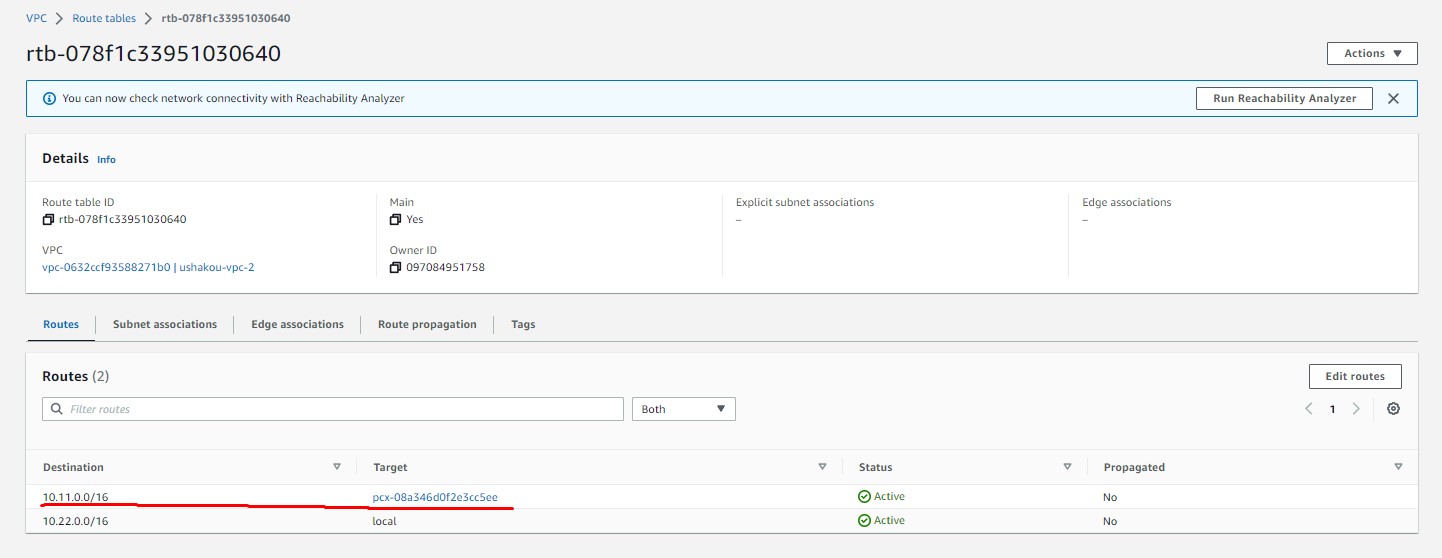 VPC > Route tables > rtb-078f1c33951030640
rtb-078f1c33951030640
Actions
You can now check network connectivity with Reachability Analyzer
Run Reachability Analyzer
Details Info
Route table ID
rtb-078f1c33951030640
Main
Yes
Explicit subnet associations
–
Edge associations
–
VPC
vpc-0632ccf93588271b0 | ushakou-vpc-2
Owner ID
097084951758
Routes Subnet associations Edge associations Route propagation Tags
Routes (2)
Edit routes
Filter routes
Both
1
Destination Target Status Propagated
10.11.0.0/16 pcx-08a346d0f2e3cc5ee Active No
10.22.0.0/16 local Active No